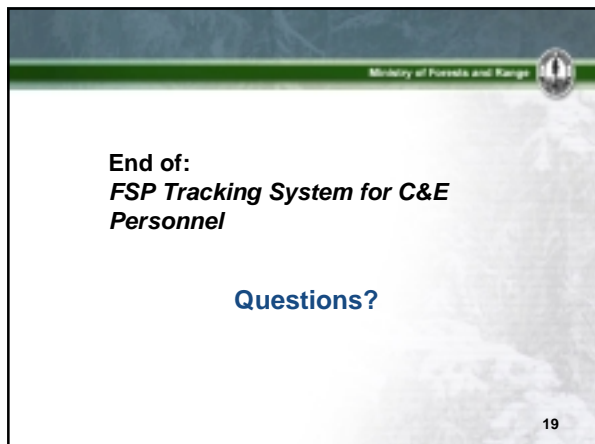 Ministry of Forests and Range
End of:
FSP Tracking System for C&E
Personnel
Questions?
19